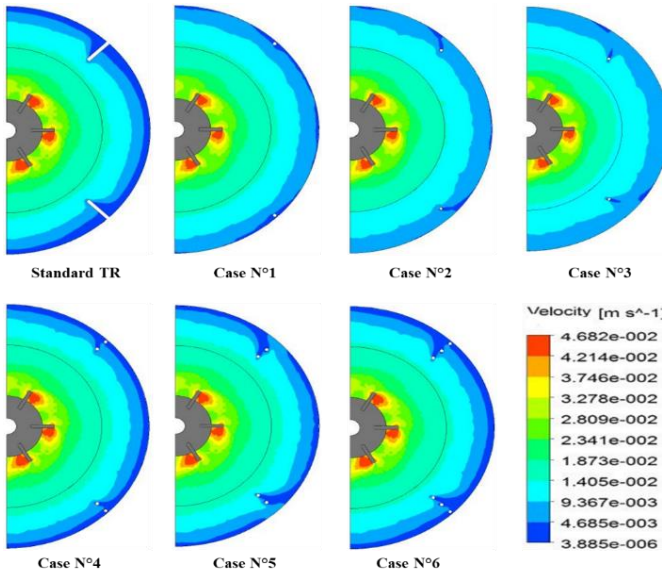 Standard TR
Case N°1
Case N°2
Case N°3
Velocity [m s^-1]
4.682e-002
4.214e-002
3.746e-002
3.278e-002
2.809e-002
2.341e-002
1.873e-002
1.405e-002
9.367e-003
4.685e-003
3.885e-006
Case N°4
Case N°5
Case N°6